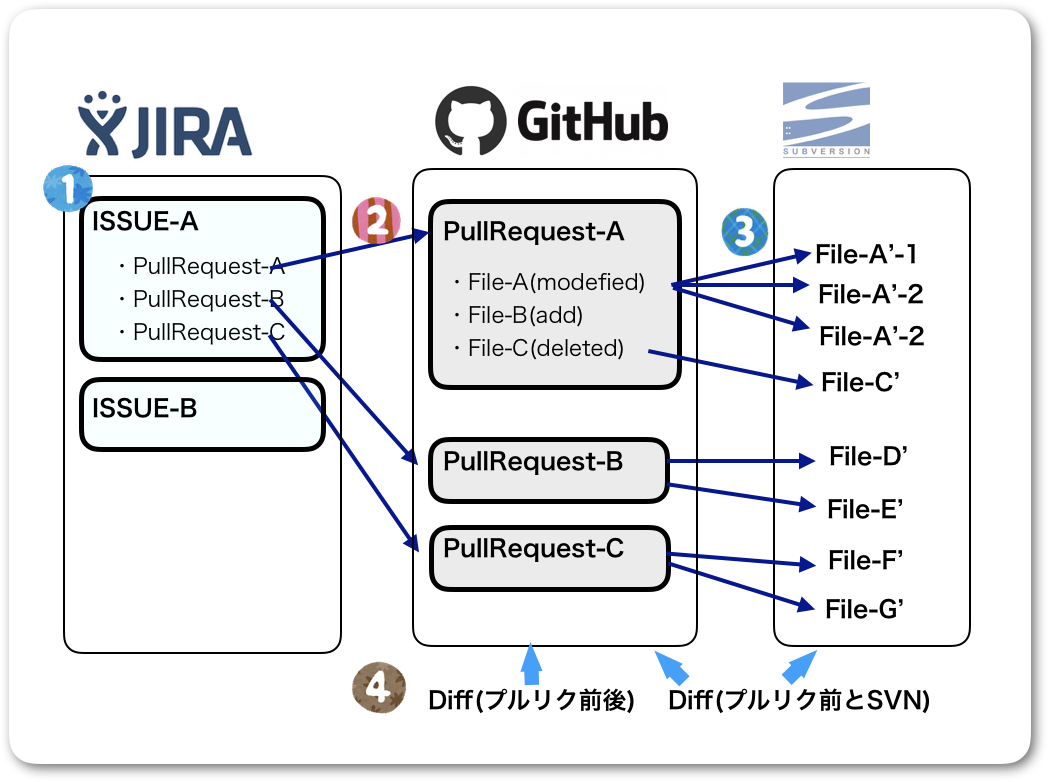 JIRA
GitHub
SUBVERSION
1
ISSUE-A
・PullRequest-A
・PullRequest-B
・PullRequest-C
ISSUE-B
2
PullRequest-A
・File-A(modefied)
・File-B(add)
・File-C(deleted)
PullRequest-B
PullRequest-C
3
File-A’-1
File-A’-2
File-A’-2
File-C’
File-D’
File-E’
File-F’
File-G’
4
Diff(プルリク前後)
Diff(プルリク前とSVN)